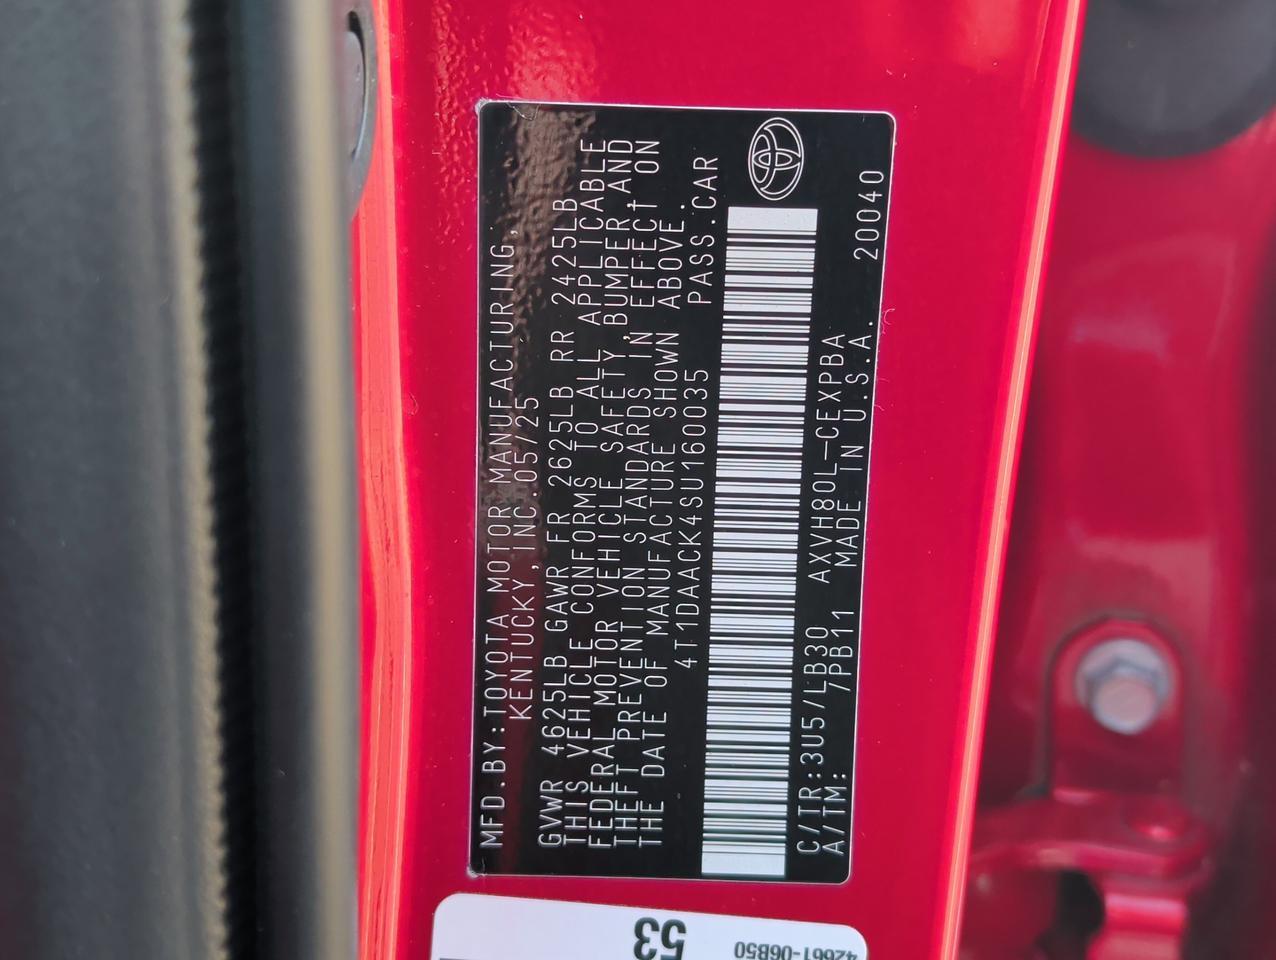 MFD.BY:TOYOTA MOTOR MANUFACTURING,
KENTUCKY,INC.05/25
GVWR 4625LB GAWR FR 2625LB RR 2425LB
THIS VEHICLE CONFORMS TO ALL APPLICABLE
FEDERAL MOTOR VEHICLE SAFETY,BUMPER,AND
THEFT PREVENTION STANDARDS IN EFFECT ON
THE DATE OF MANUFACTURE SHOWN ABOVE.
4T1DAACK4SU160035 PASS.CAR
C/TR:3U5/LB30 AXVH80L-CEXPBA 20040
A/TM: 7PB11 MADE IN U.S.A.
53
42661-06B50